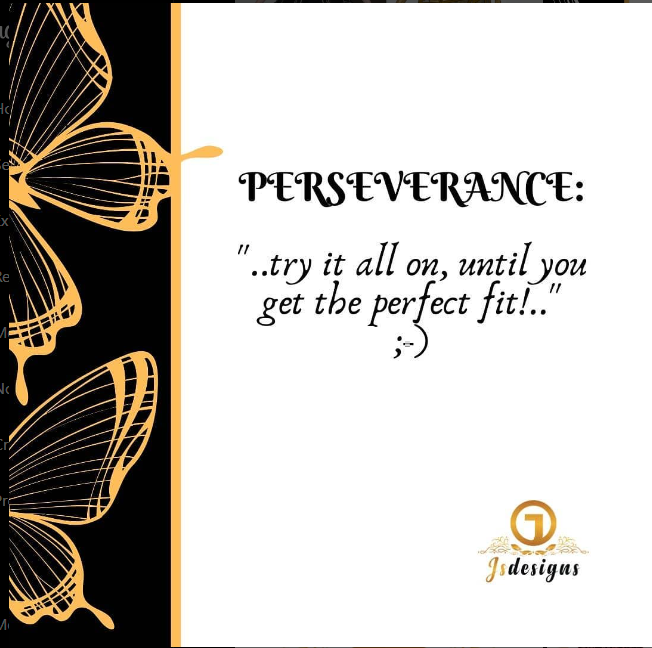 PERSEVERANCE:
"..try it all on, until you
get the perfect fit!.."
;-)
J
Jsdesigns